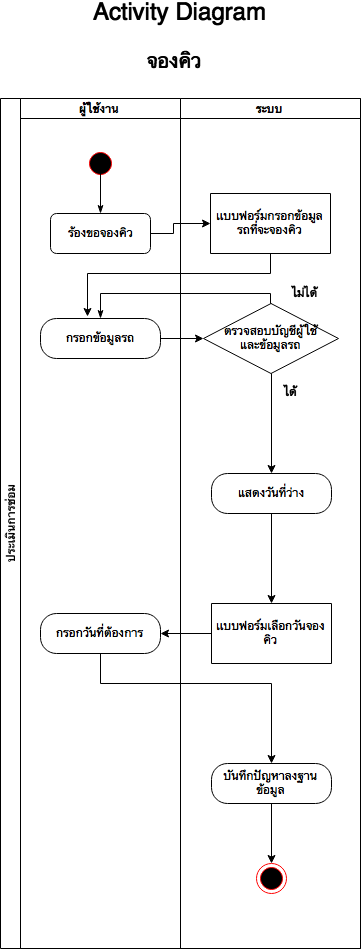 Activity Diagram
จองคิว
ผู้ใช้งาน
ระบบ
ร้องขอจองคิว
แบบฟอร์มกรอกข้อมูล
รถที่จะจองคิว
ไม่ได้
กรอกข้อมูลรถ
ตรวจสอบบัญชีผู้ใช้
และข้อมูลรถ
ได้
แสดงวันที่ว่าง
ประเมินการซ่อม
กรอกวันที่ต้องการ
แบบฟอร์มเลือกวันจอง
คิว
บันทึกปัญหาลงฐาน
ข้อมูล